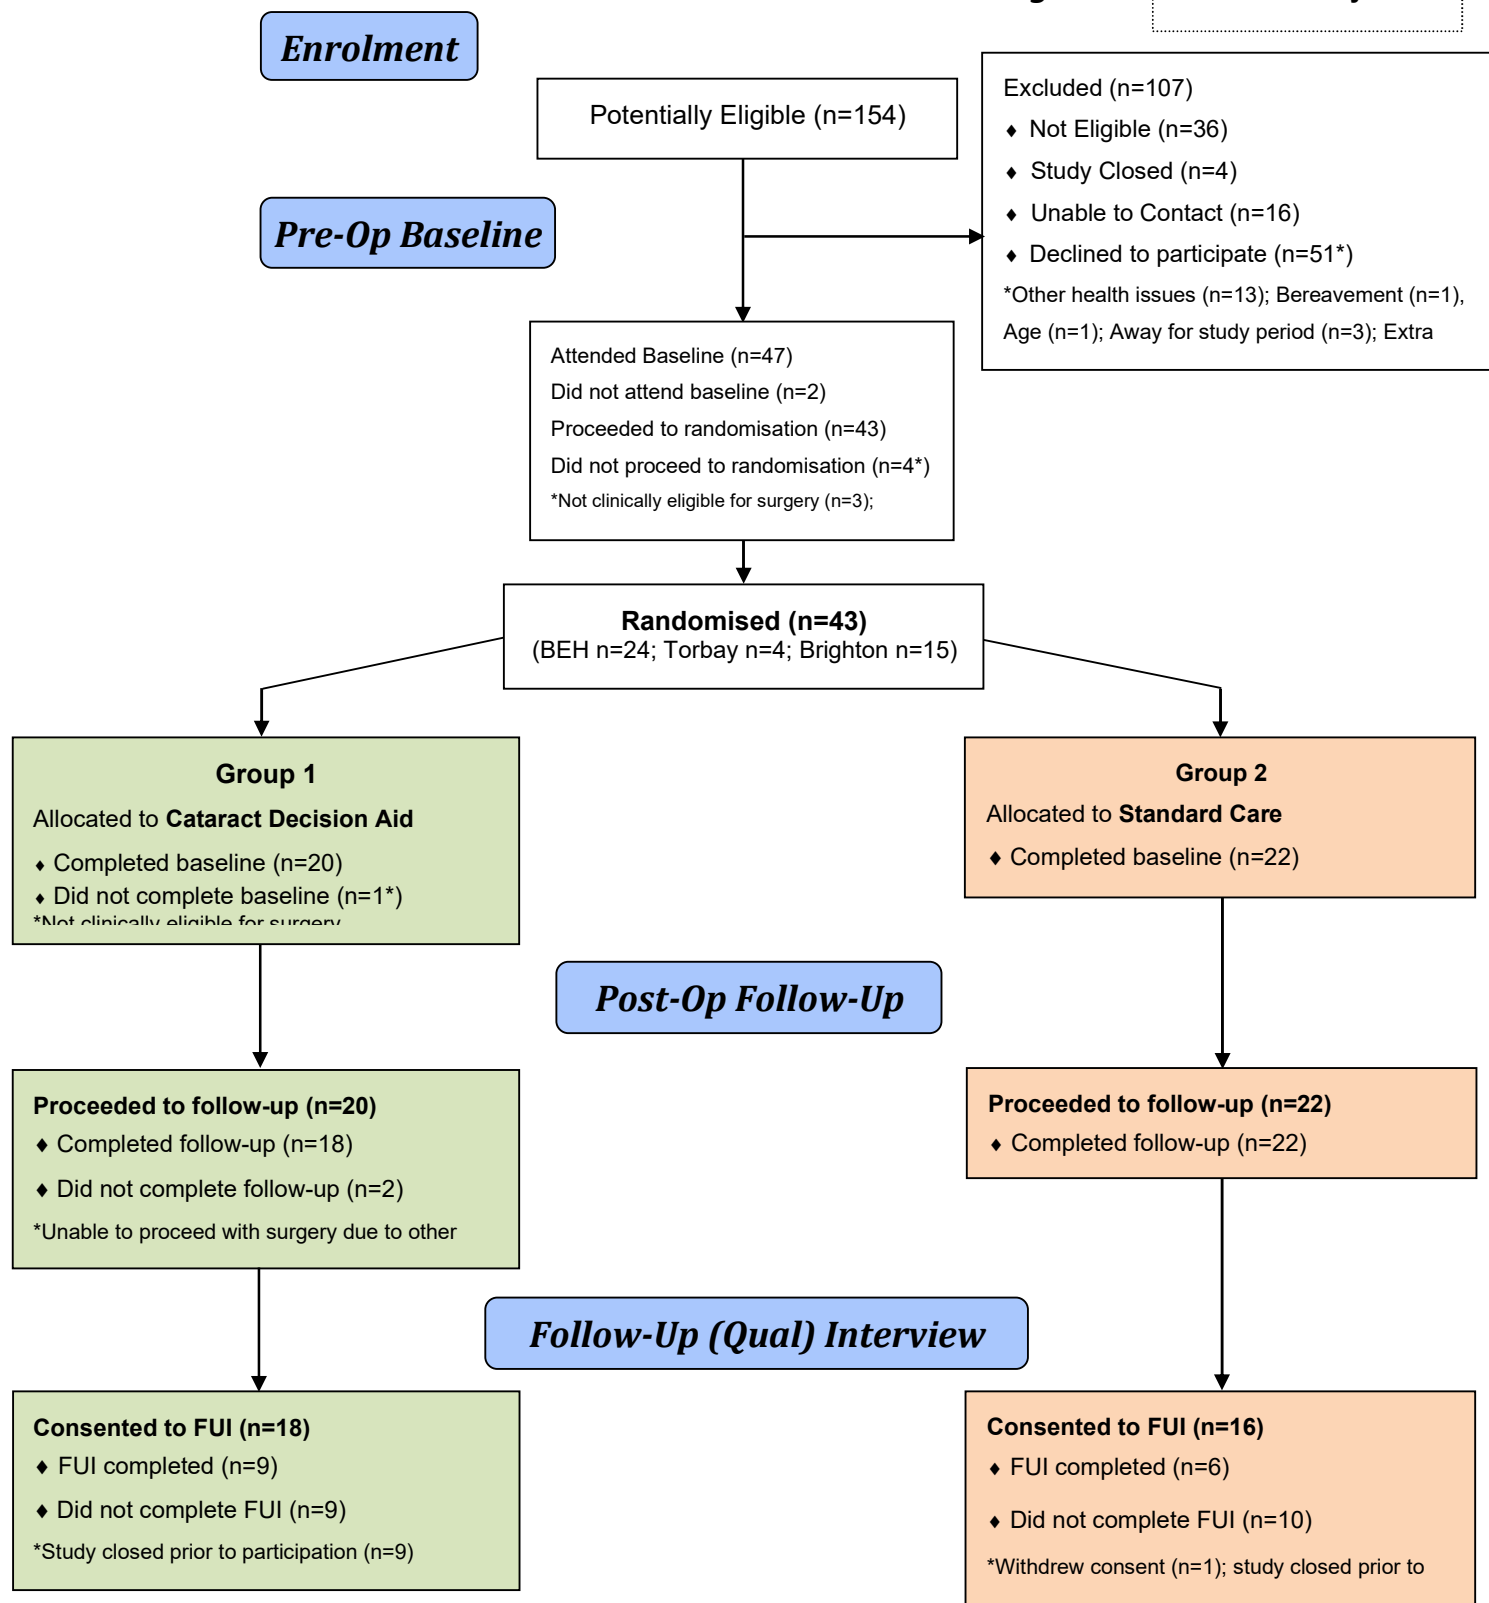 Enrolment
Potentially Eligible (n=154)
Excluded (n=107)
♦ Not Eligible (n=36)
♦ Study Closed (n=4)
♦ Unable to Contact (n=16)
♦ Declined to participate (n=51*)
*Other health issues (n=13); Bereavement (n=1),
Age (n=1); Away for study period (n=3); Extra
Pre-Op Baseline
Attended Baseline (n=47)
Did not attend baseline (n=2)
Proceeded to randomisation (n=43)
Did not proceed to randomisation (n=4*)
*Not clinically eligible for surgery (n=3);
Randomised (n=43)
(BEH n=24; Torbay n=4; Brighton n=15)
Group 1
Allocated to Cataract Decision Aid
♦ Completed baseline (n=20)
♦ Did not complete baseline (n=1*)
*Not clinically eligible for surgery
Group 2
Allocated to Standard Care
♦ Completed baseline (n=22)
Post-Op Follow-Up
Proceeded to follow-up (n=20)
♦ Completed follow-up (n=18)
♦ Did not complete follow-up (n=2)
*Unable to proceed with surgery due to other
Proceeded to follow-up (n=22)
♦ Completed follow-up (n=22)
Follow-Up (Qual) Interview
Consented to FUI (n=18)
♦ FUI completed (n=9)
♦ Did not complete FUI (n=9)
*Study closed prior to participation (n=9)
Consented to FUI (n=16)
♦ FUI completed (n=6)
♦ Did not complete FUI (n=10)
*Withdrew consent (n=1); study closed prior to